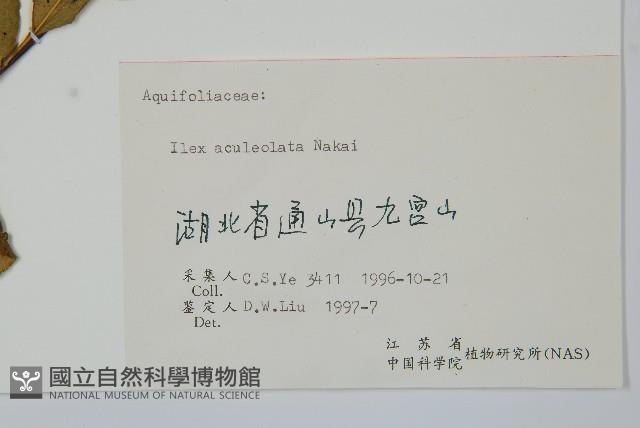 Aquifoliaceae:
Ilex aculeolata Nakai
湖北省通山县九宫山
采集人 C.S.Ye 3411 1996-10-21
Coll.
鉴定人 D.W.Liu 1997-7
Det.
江苏省
中国科学院 植物研究所(NAS)
國立自然科學博物館
NATIONAL MUSEUM OF NATURAL SCIENCE